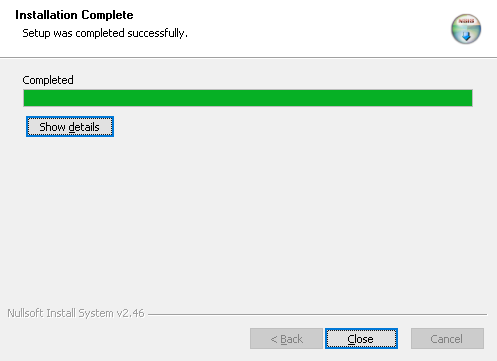 Installation Complete
Setup was completed successfully.
Completed
Show details
Nullsoft Install System v2.46
< Back
Close
Cancel